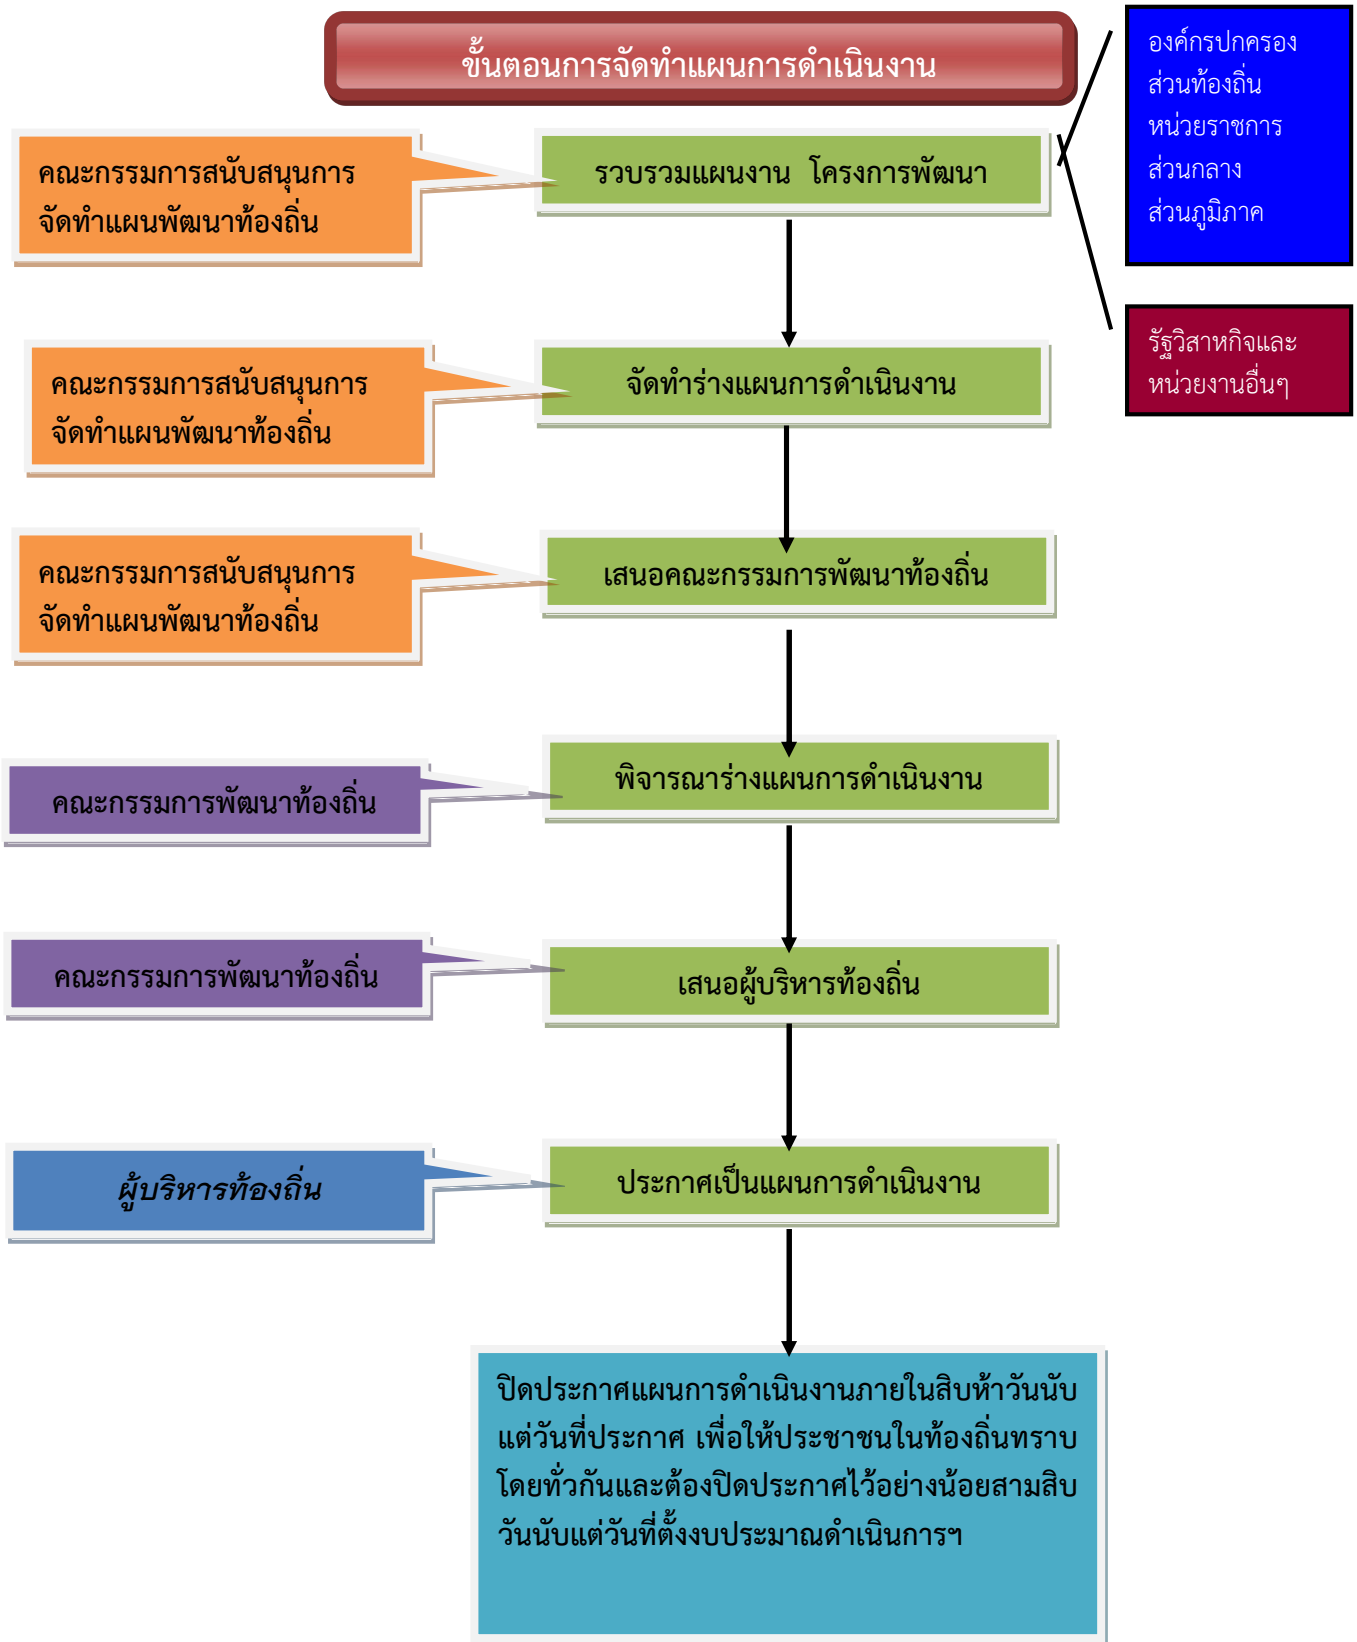 ขั้นตอนการจัดทำแผนการดำเนินงาน
องค์กรปกครอง
ส่วนท้องถิ่น
หน่วยราชการ
ส่วนกลาง
ส่วนภูมิภาค
คณะกรรมการสนับสนุนการ
จัดทำแผนพัฒนาท้องถิ่น
รวบรวมแผนงาน โครงการพัฒนา
รัฐวิสาหกิจและ
หน่วยงานอื่นๆ
คณะกรรมการสนับสนุนการ
จัดทำแผนพัฒนาท้องถิ่น
จัดทำร่างแผนการดำเนินงาน
คณะกรรมการสนับสนุนการ
จัดทำแผนพัฒนาท้องถิ่น
เสนอคณะกรรมการพัฒนาท้องถิ่น
คณะกรรมการพัฒนาท้องถิ่น
พิจารณาร่างแผนการดำเนินงาน
คณะกรรมการพัฒนาท้องถิ่น
เสนอผู้บริหารท้องถิ่น
ผู้บริหารท้องถิ่น
ประกาศเป็นแผนการดำเนินงาน
ปิดประกาศแผนการดำเนินงานภายในสิบห้าวันนับ
แต่วันที่ประกาศ เพื่อให้ประชาชนในท้องถิ่นทราบ
โดยทั่วกันและต้องปิดประกาศไว้อย่างน้อยสามสิบ
วันนับแต่วันที่ตั้งงบประมาณดำเนินการฯ